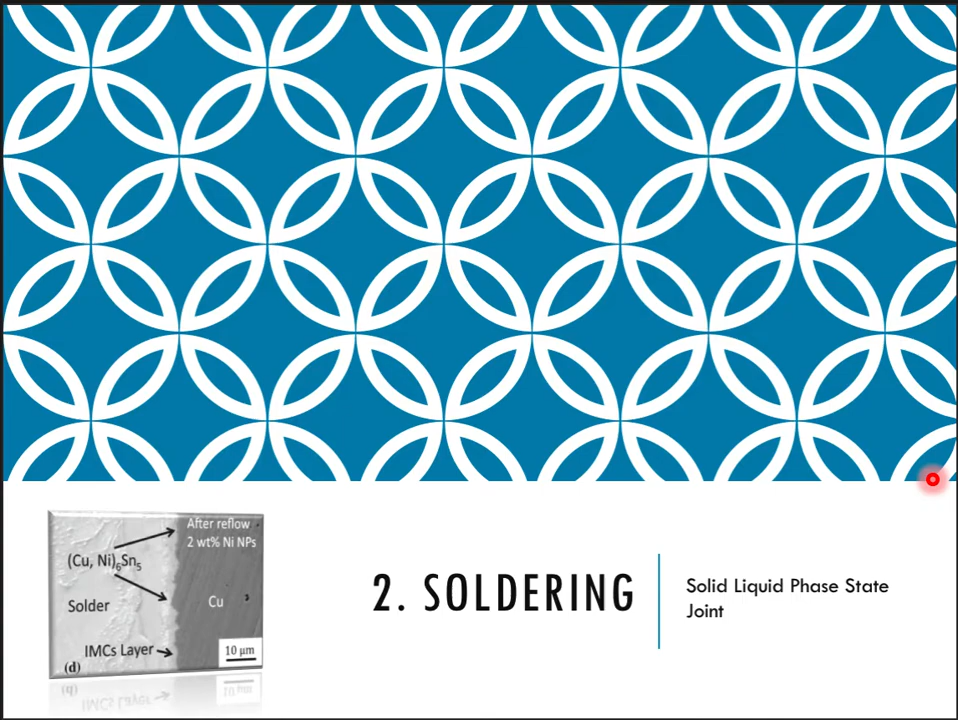 After reflow
2 wt% Ni NPs
(Cu, Ni)₆Sn₅
Solder
Cu
IMCs Layer
10 µm
(d)
2. SOLDERING
Solid Liquid Phase State
Joint